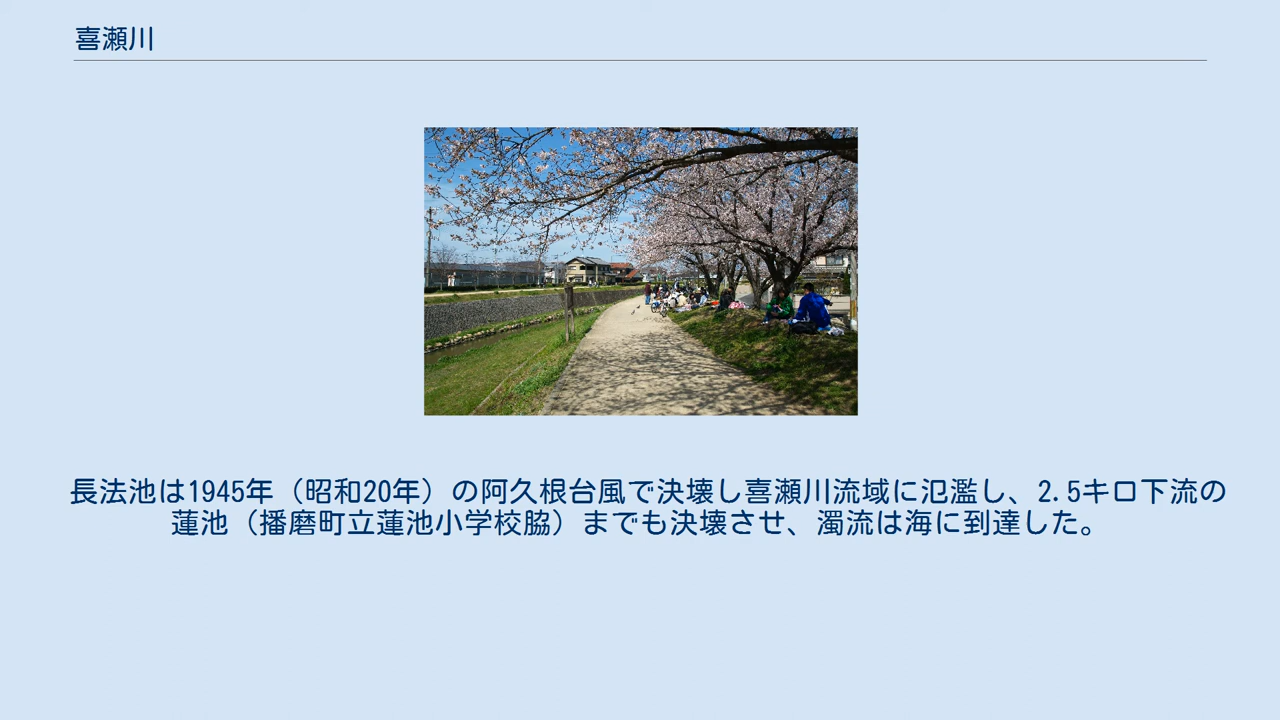 喜瀬川
長法池は1945年（昭和20年）の阿久根台風で決壊し喜瀬川流域に氾濫し、2.5キロ下流の
蓮池（播磨町立蓮池小学校脇）までも決壊させ、濁流は海に到達した。